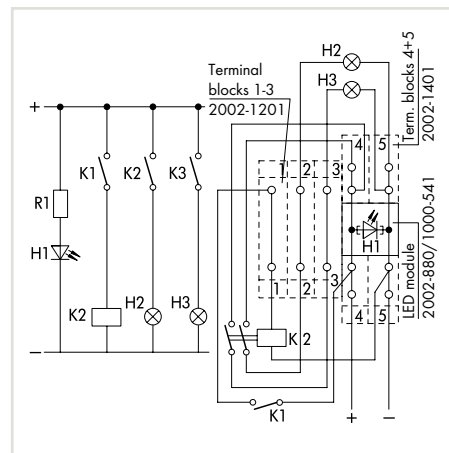 H2
H3
Terminal
blocks 1-3
2002-1201
Term. blocks 4+5
2002-1401
+
K1
K2
K3
R1
H1
K2
H2
H3
−
1
2
3
4
5
H1
1
2
3
4
5
LED module
2002-880/1000-541
K2
K1
+
−